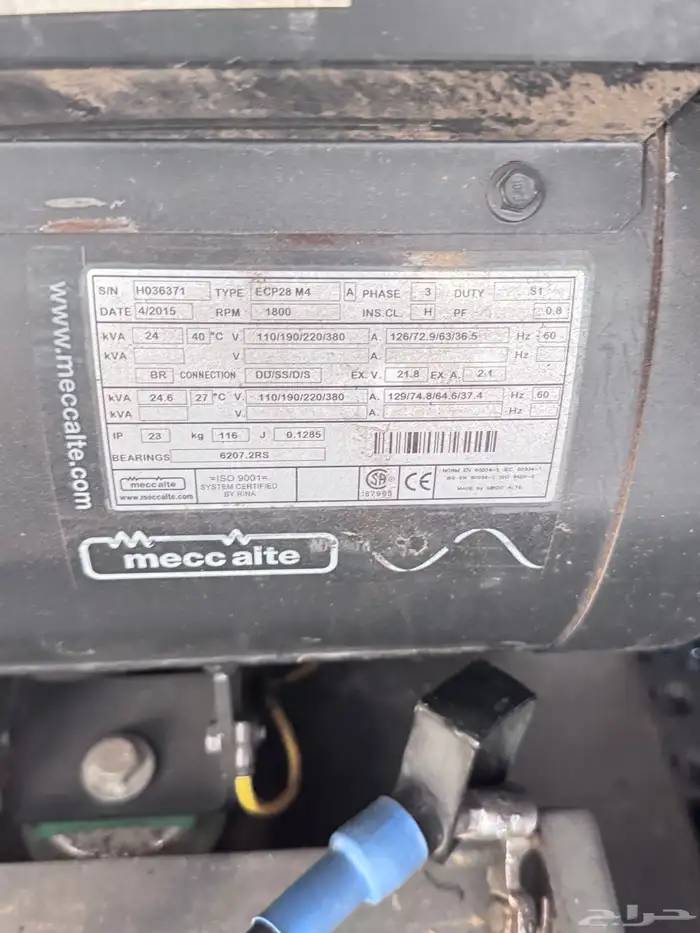 S/N H036371 TYPE ECP28 M4 A PHASE 3 DUTY S1
DATE 4/2015 RPM 1800 INS.CL. H PF 0.8
kVA 24 40 °C V. 110/190/220/380 A. 126/72.9/63/36.5 Hz 60
kVA V A. Hz
BR CONNECTION DD/SS/D/S EX. V. 21.8 EX A. 2.1
kVA 24.6 27 °C V. 110/190/220/380 A. 129/74.8/64.6/37.4 Hz 60
kVA V. A. Hz
IP 23 kg 116 J 0.1285
BEARINGS 6207.2RS
meccalte
www.meccalte.com
=ISO 9001=
SYSTEM CERTIFIED
BY RINA
SA
CE
MADE BY MECC ALTE
www.meccalte.com
mecc alte
حراج